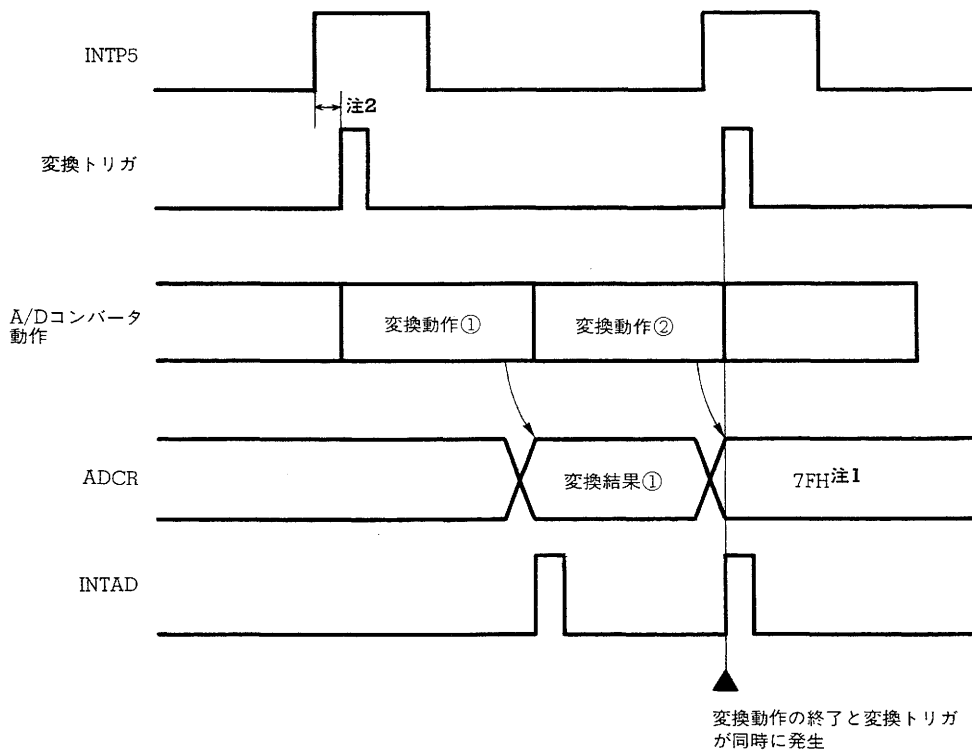 INTP5
注2
変換トリガ
A/Dコンバータ
動作
変換動作①
変換動作②
ADCR
変換結果①
7FH注1
INTAD
変換動作の終了と変換トリガ
が同時に発生